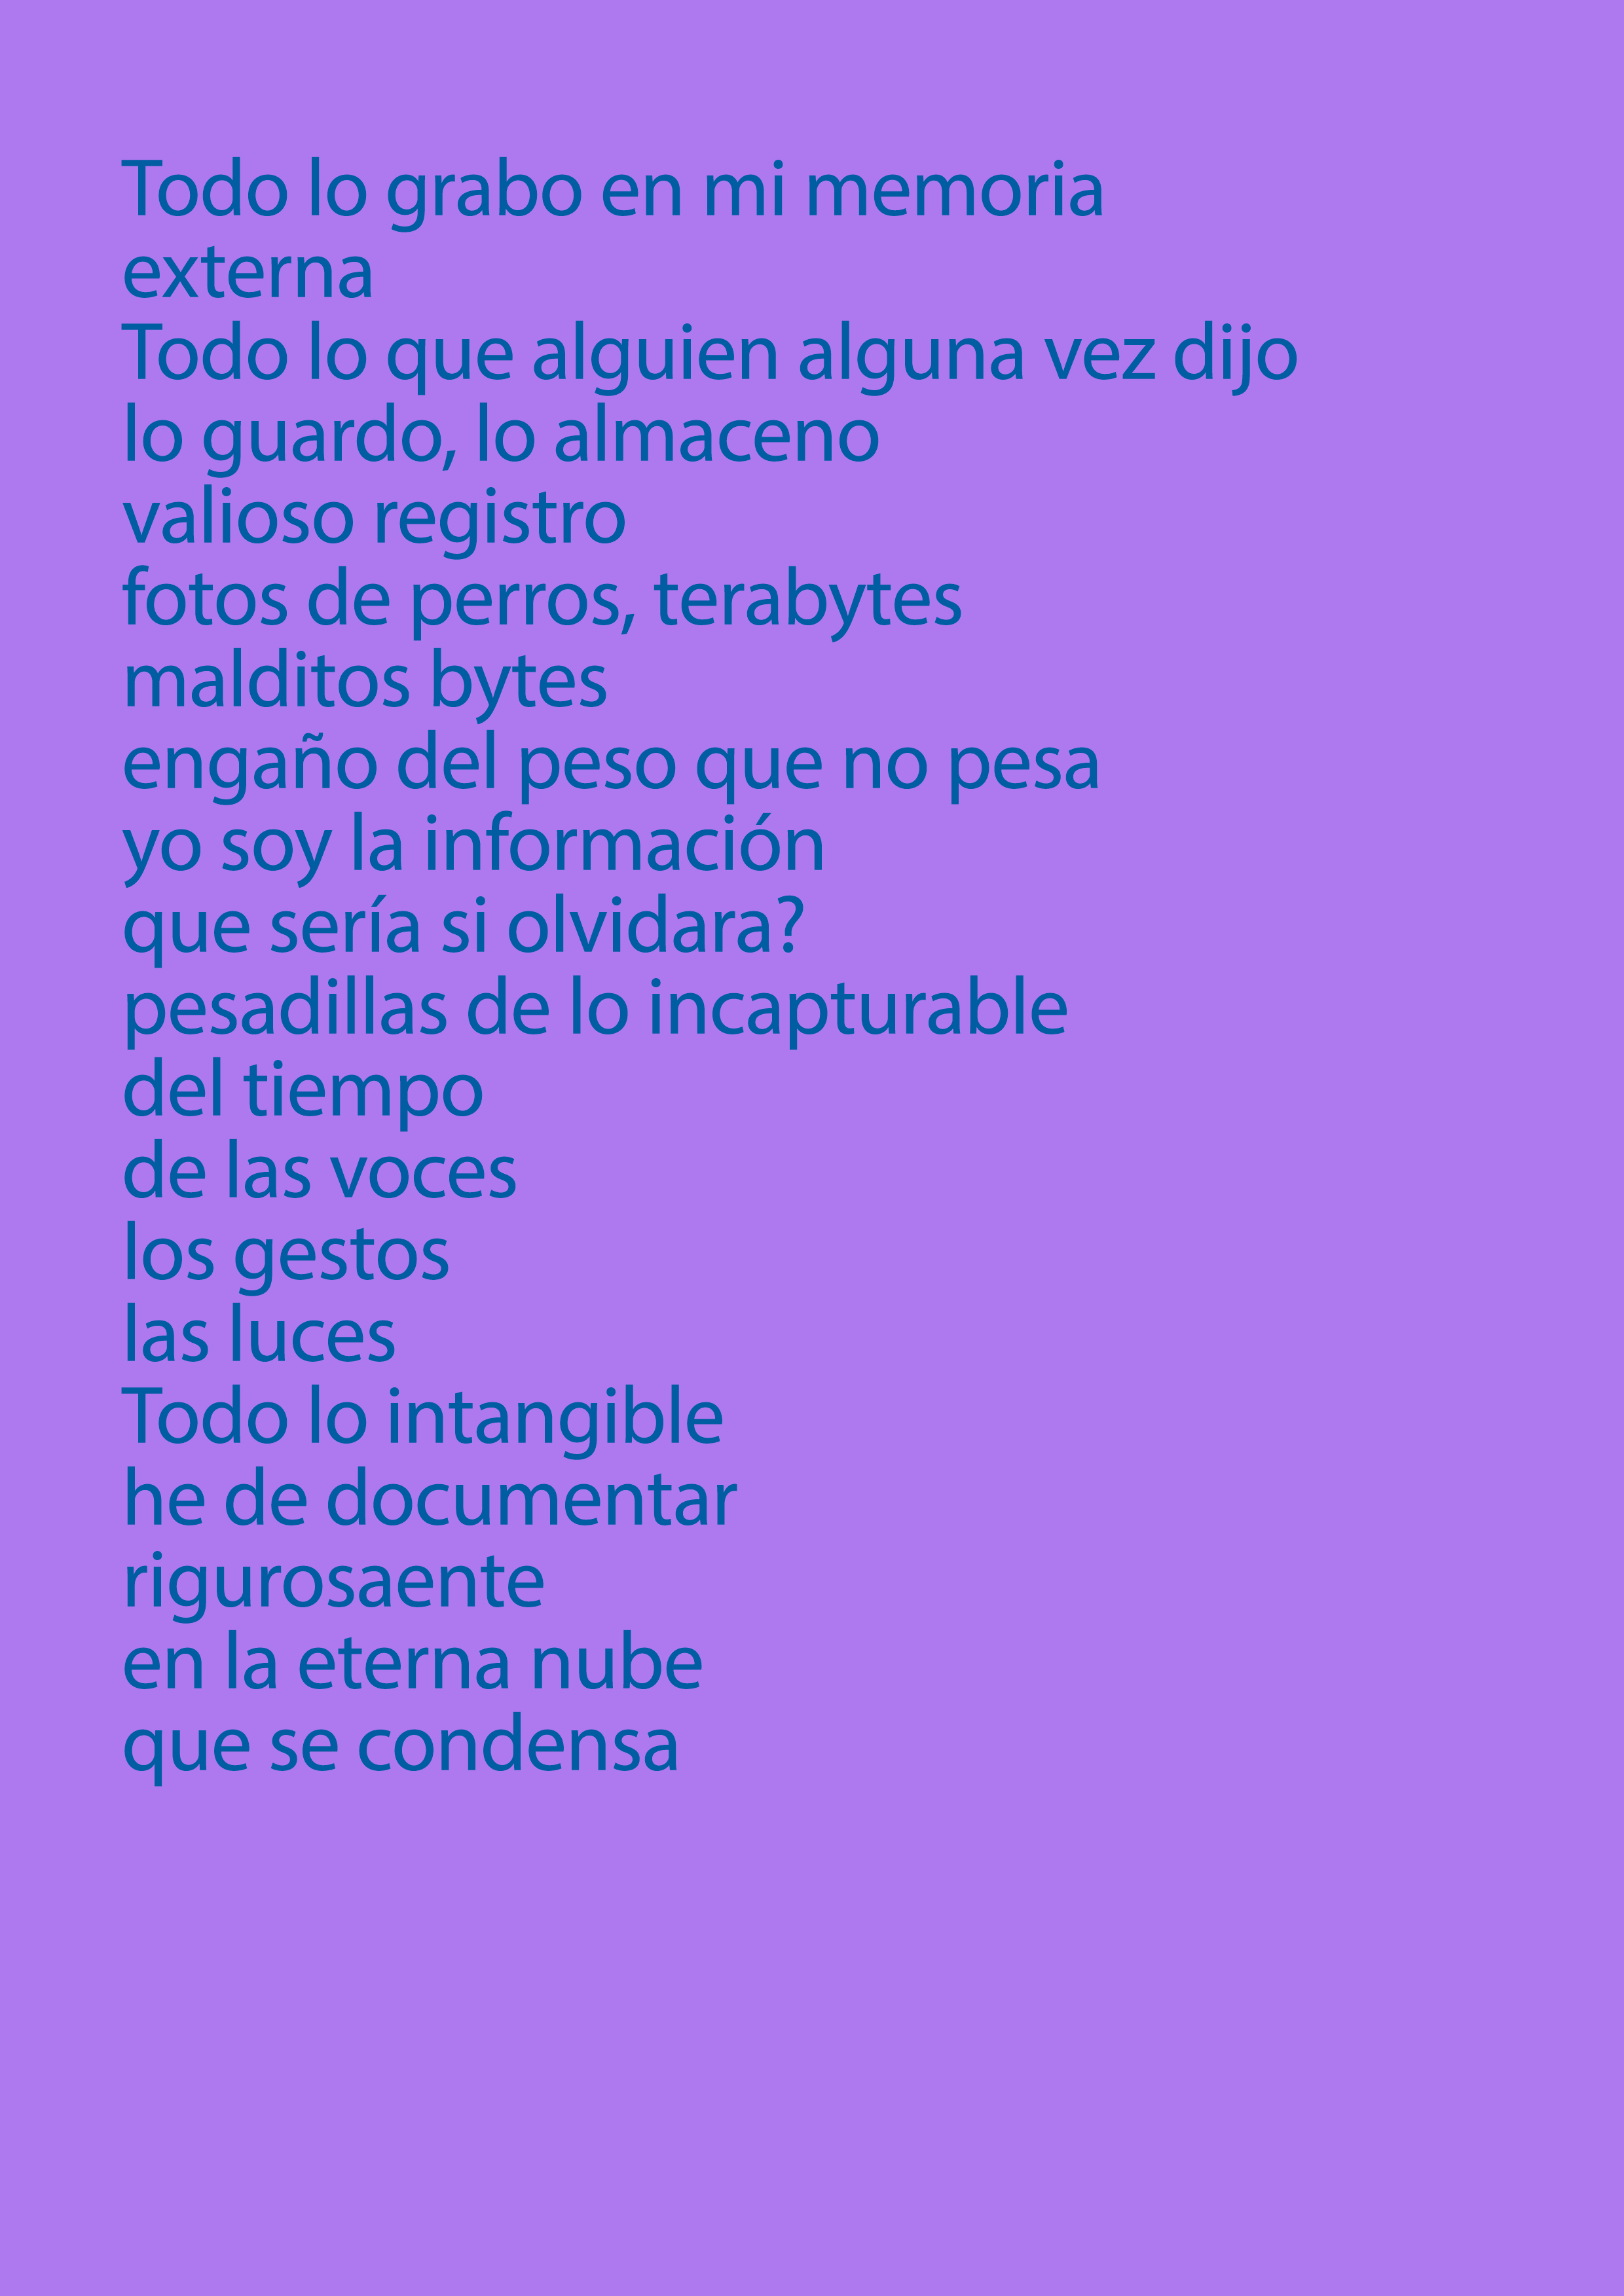 Todo lo grabo en mi memoria
externa
Todo lo que alguien alguna vez dijo
lo guardo, lo almaceno
valioso registro
fotos de perros, terabytes
malditos bytes
engaño del peso que no pesa
yo soy la información
que sería si olvidara?
pesadillas de lo incapturable
del tiempo
de las voces
los gestos
las luces
Todo lo intangible
he de documentar
rigurosaente
en la eterna nube
que se condensa